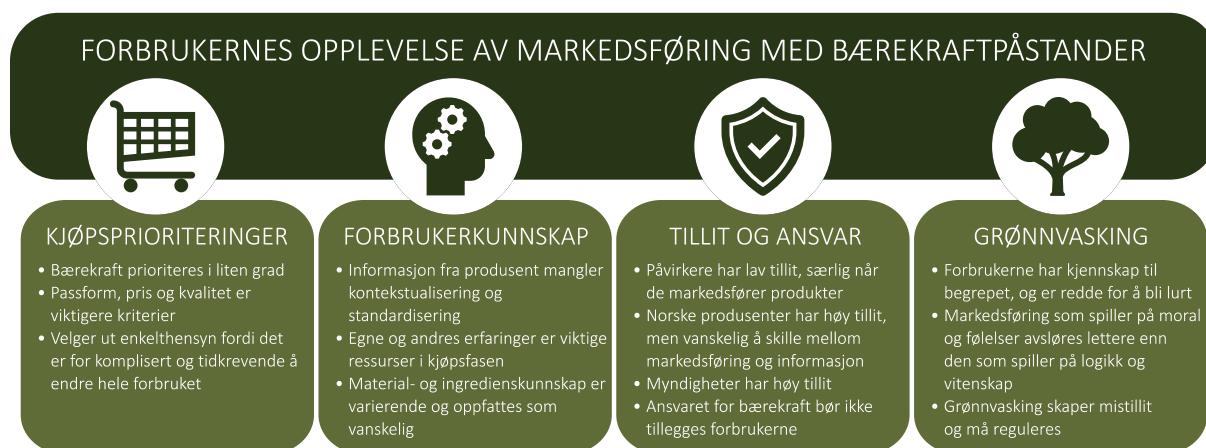 FORBRUKERNES OPPLEVELSE AV MARKEDSFØRING MED BÆREKRAFTPÅSTANDER
KJØPSPRIORITERINGER
• Bærekraft prioriteres i liten grad
• Passform, pris og kvalitet er
viktigere kriterier
• Velger ut enkelthensyn fordi det
er for komplisert og tidkrevende å
endre hele forbruket
FORBRUKERKUNNSKAP
• Informasjon fra produsent mangler
kontekstualisering og
standardisering
• Egne og andres erfaringer er viktige
ressurser i kjøpsfasen
• Material- og ingredienskunnskap er
varierende og oppfattes som
vanskelig
TILLIT OG ANSVAR
• Påvirkere har lav tillit, særlig når
de markedsfører produkter
• Norske produsenter har høy tillit,
men vanskelig å skille mellom
markedsføring og informasjon
• Myndigheter har høy tillit
• Ansvaret for bærekraft bør ikke
tillegges forbrukerne
GRØNNVASKING
• Forbrukerne har kjennskap til
begrepet, og er redde for å bli lurt
• Markedsføring som spiller på moral
og følelser avsløres lettere enn
den som spiller på logikk og
vitenskap
• Grønnvasking skaper mistillit
og må reguleres